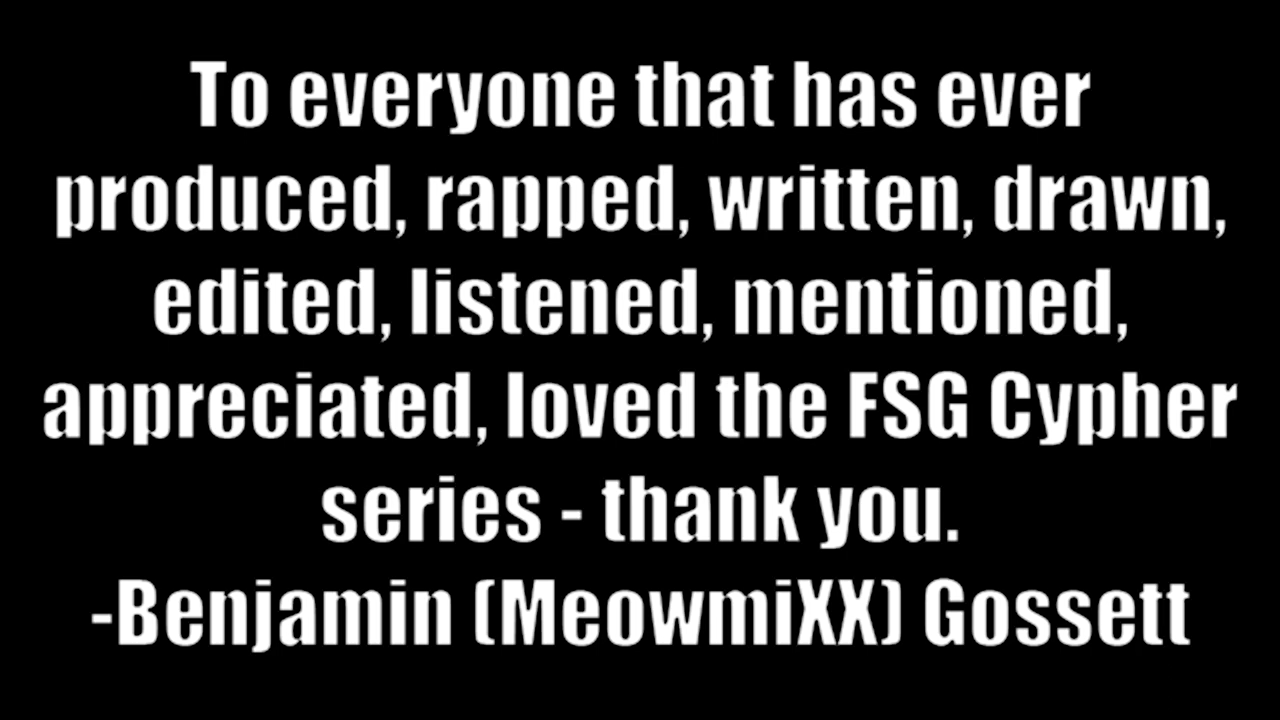 To everyone that has ever
produced, rapped, written, drawn,
edited, listened, mentioned,
appreciated, loved the FSG Cypher
series - thank you.
-Benjamin (MeowmiXX) Gossett